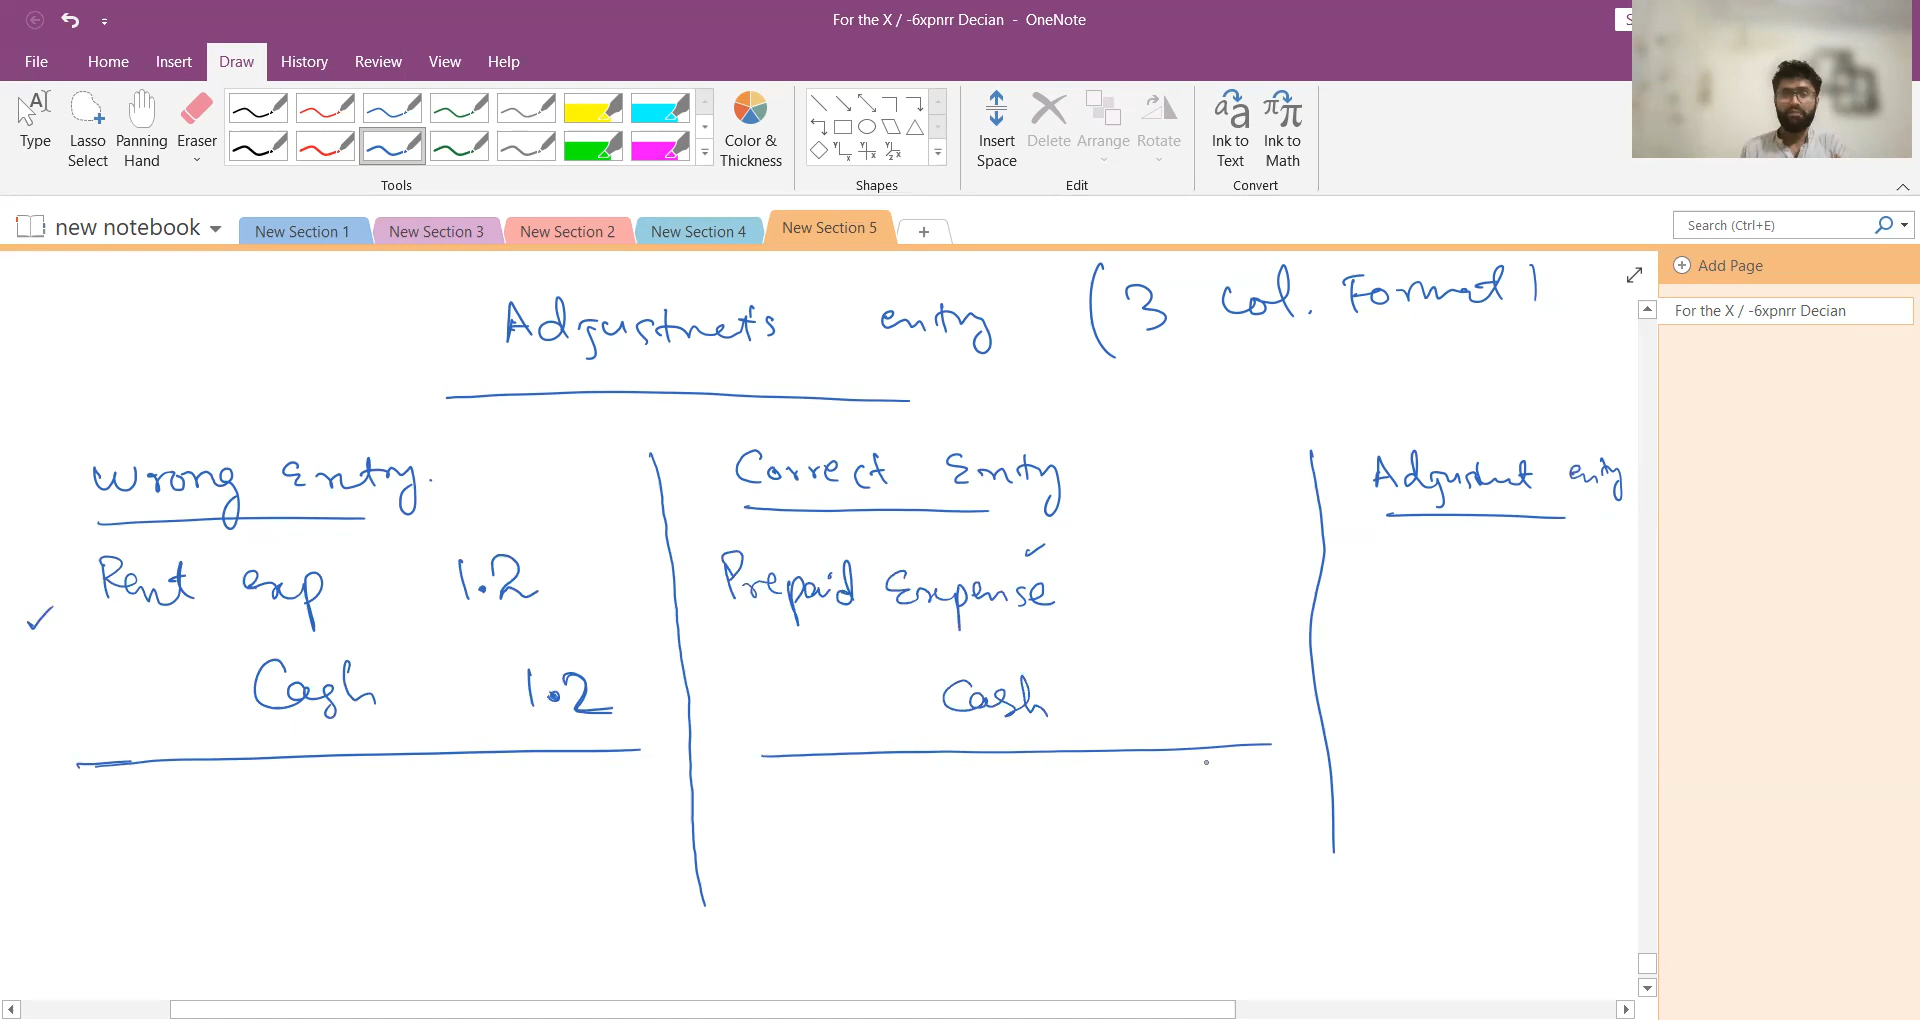 For the X / -6xpnrr Decian - OneNote
File Home Insert Draw History Review View Help
Type Lasso Select Panning Hand Eraser Color & Thickness Insert Space Delete Arrange Rotate Ink to Text Ink to Math
Tools Shapes Edit Convert
new notebook New Section 1 New Section 3 New Section 2 New Section 4 New Section 5 + Search (Ctrl+E)
Add Page
For the X / -6xpnrr Decian
Adjustmets entry (3 col. Format)
Wrong Entry. Correct Entry Adjustmt entry
Rent exp 1.2 Prepaid Expense
Cash 1.2 Cash